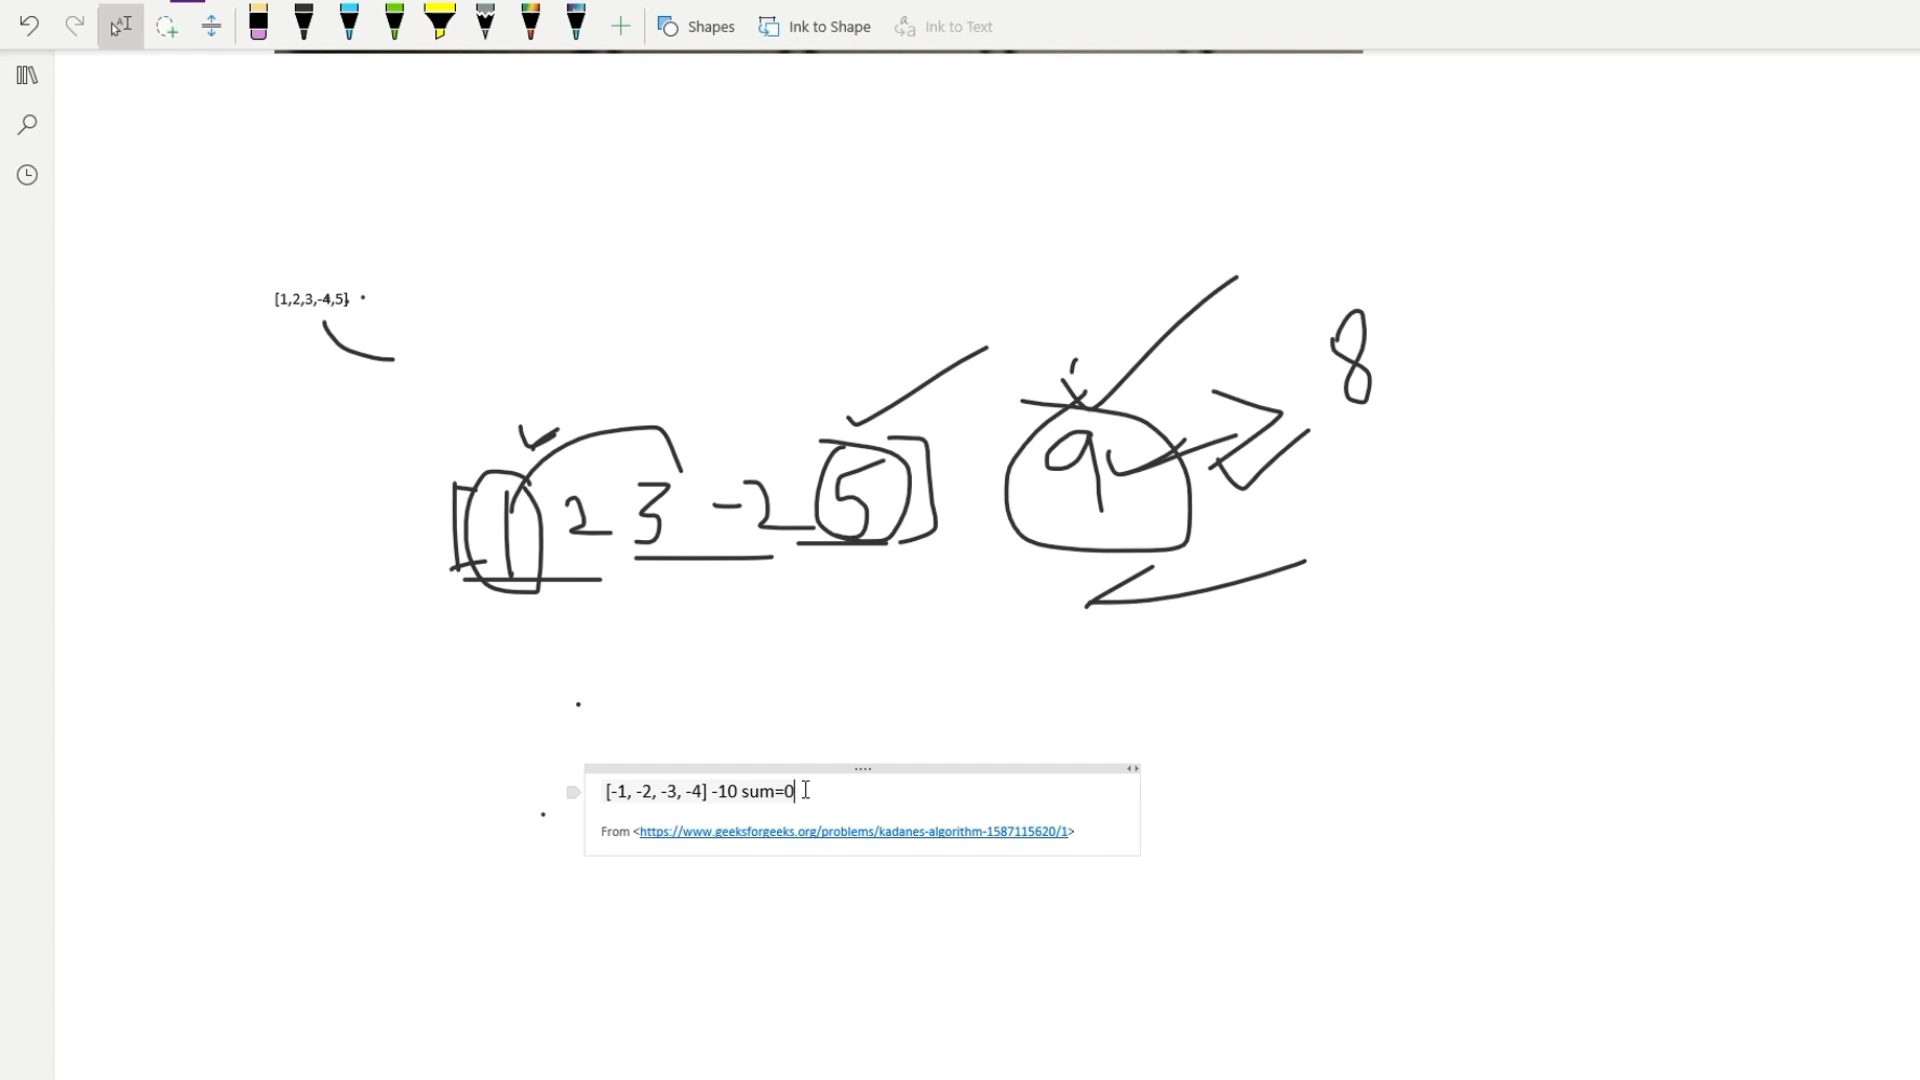 Shapes Ink to Shape Ink to Text
[1,2,3,-4,5]
8
[1 2 3 -2 5] 9
[-1, -2, -3, -4] -10 sum=0
From <https://www.geeksforgeeks.org/problems/kadanes-algorithm-1587115620/1>